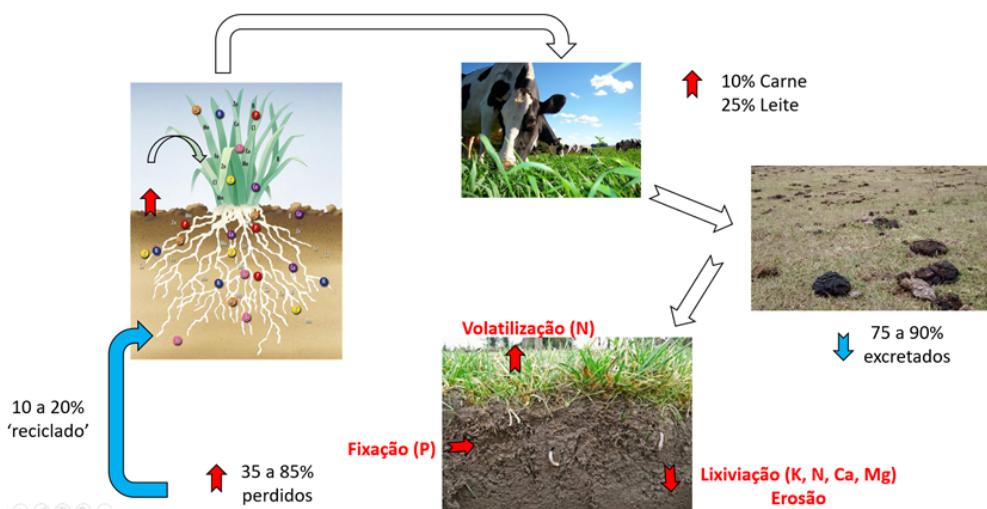 10% Carne
25% Leite
75 a 90%
excretados
Volatilização (N)
Fixação (P)
Lixiviação (K, N, Ca, Mg)
Erosão
10 a 20%
'reciclado'
35 a 85%
perdidos